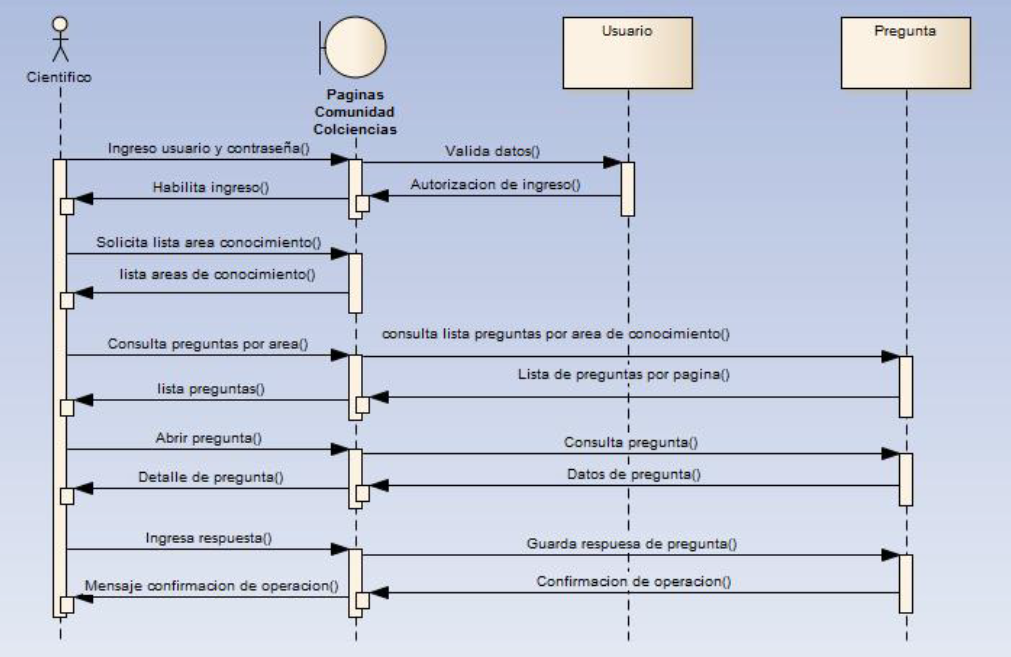 Usuario
Pregunta
Cientifico
Paginas
Comunidad
Colciencias
Ingreso usuario y contraseña()
Valida datos()
Habilita ingreso()
Autorizacion de ingreso()
Solicita lista area conocimiento()
lista areas de conocimiento()
Consulta preguntas por area()
consulta lista preguntas por area de conocimiento()
lista preguntas()
Lista de preguntas por pagina()
Abrir pregunta()
Consulta pregunta()
Detalle de pregunta()
Datos de pregunta()
Ingresa respuesta()
Guarda respuesa de pregunta()
Mensaje confirmacion de operacion()
Confirmacion de operacion()